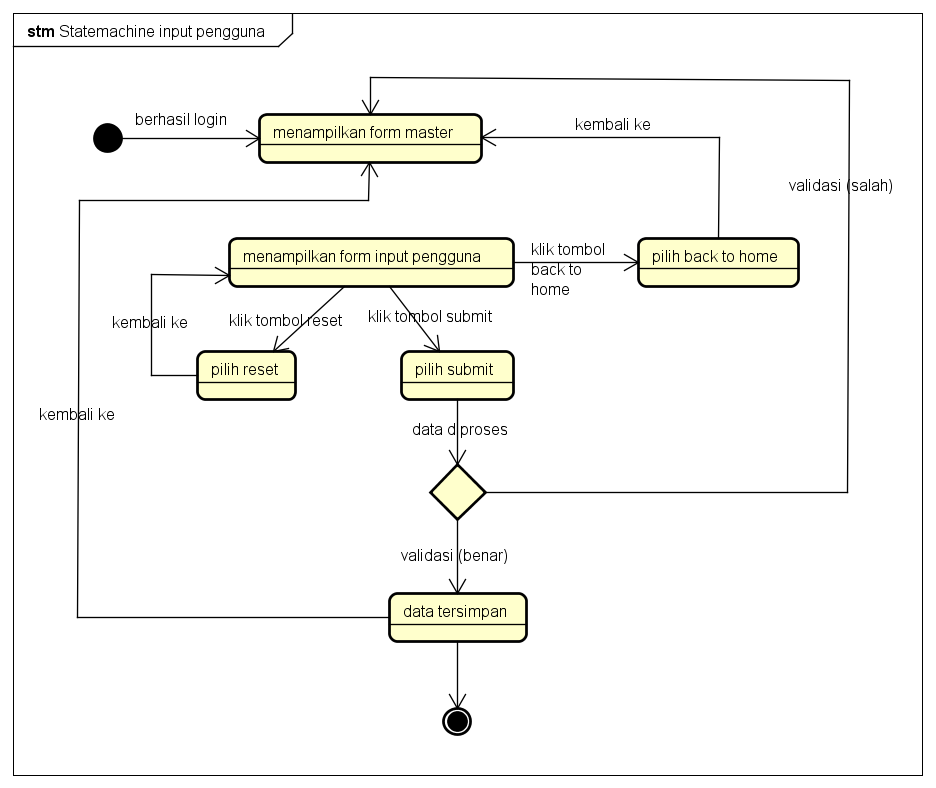 stm Statemachine input pengguna
berhasil login
menampilkan form master
kembali ke
validasi (salah)
menampilkan form input pengguna
klik tombol
back to
home
pilih back to home
kembali ke
klik tombol reset
klik tombol submit
pilih reset
pilih submit
kembali ke
data diproses
validasi (benar)
data tersimpan